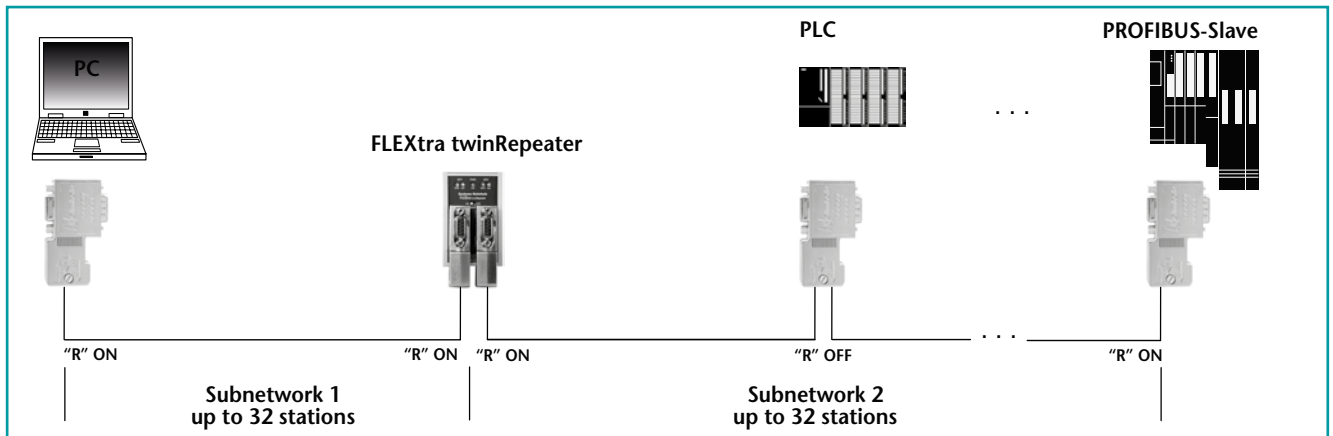 PLC
PROFIBUS-Slave
PC
. . .
FLEXtra twinRepeater
. . .
“R” ON
“R” ON
“R” ON
“R” OFF
“R” ON
Subnetwork 1
up to 32 stations
Subnetwork 2
up to 32 stations